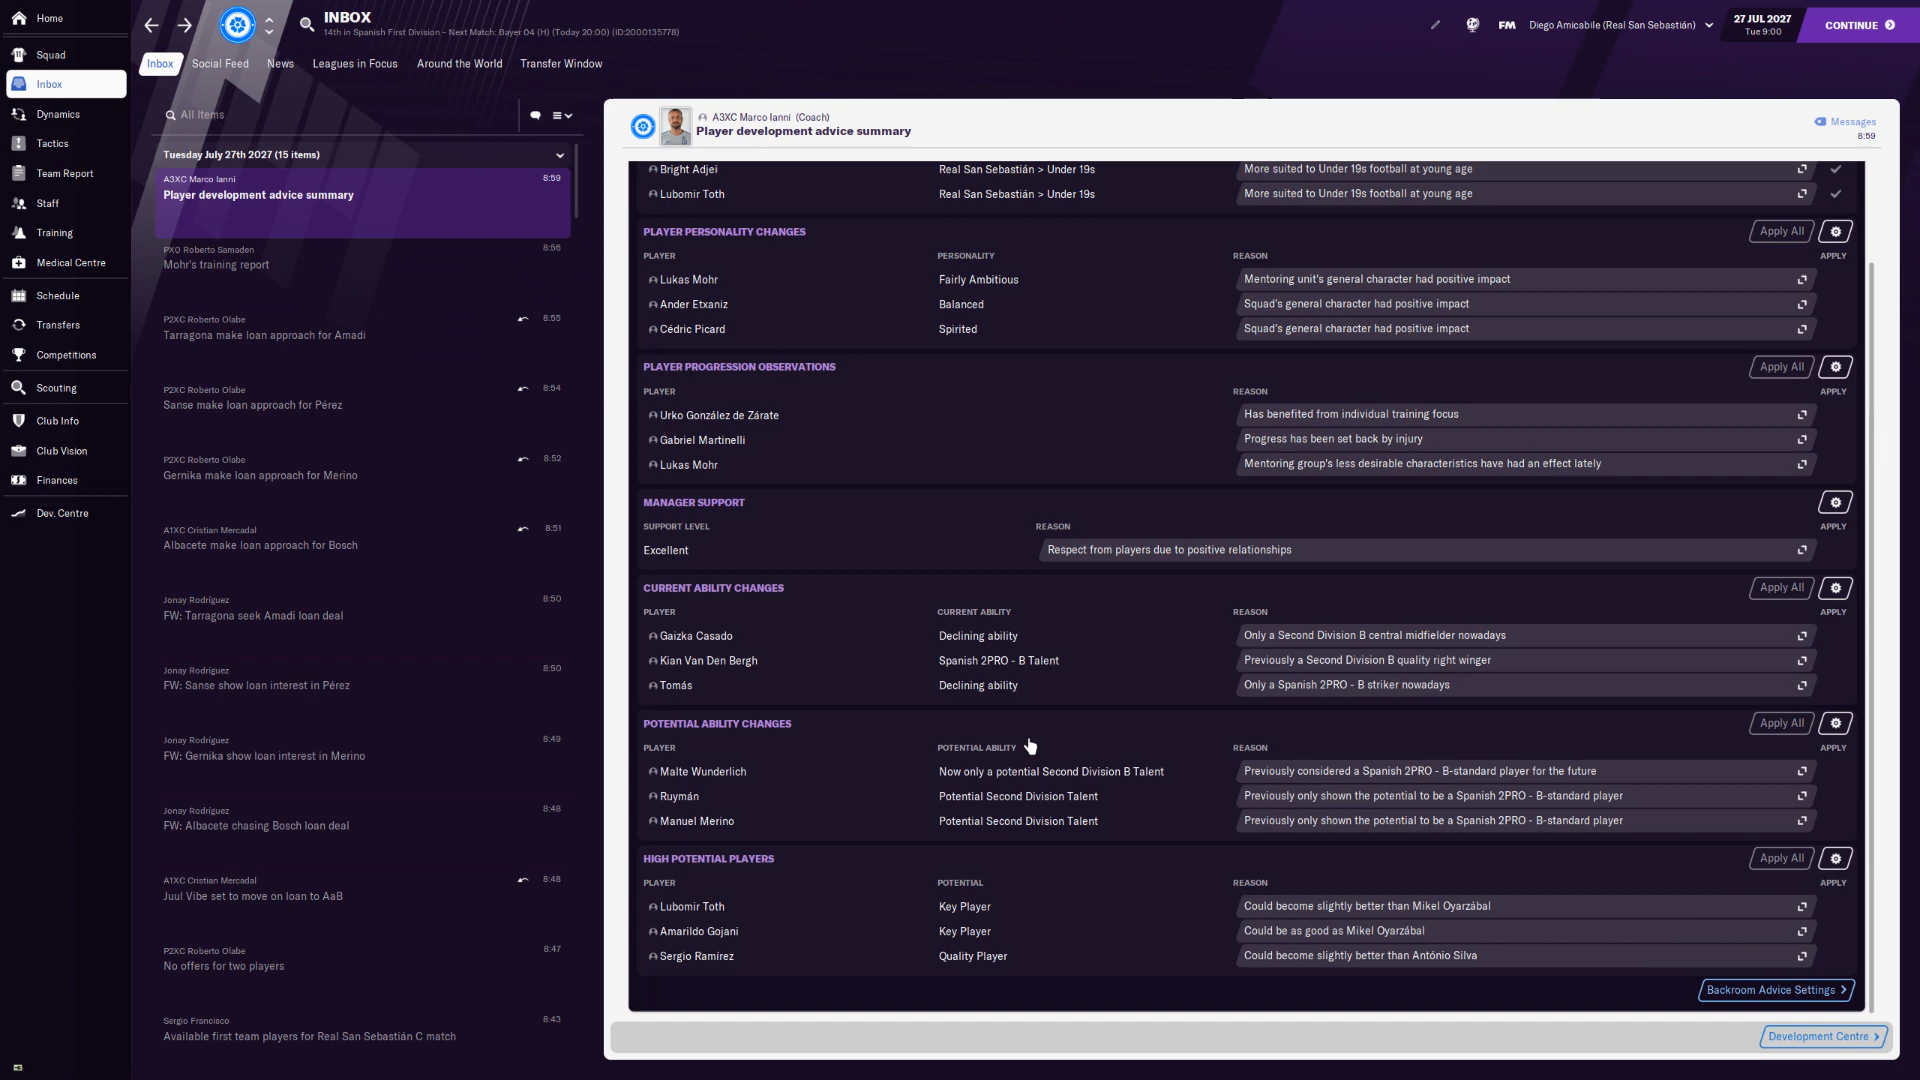 Home
Squad
Inbox
Dynamics
Tactics
Team Report
Staff
Training
Medical Centre
Schedule
Transfers
Competitions
Scouting
Club Info
Club Vision
Finances
Dev. Centre
INBOX
14th in Spanish First Division - Next Match: Bayer 04 (H) (Today 20:00) (ID:2000135778)
FM
Diego Amicabile (Real San Sebastián)
27 JUL 2027
Tue 9:00
CONTINUE
Inbox Social Feed News Leagues in Focus Around the World Transfer Window
All Items
Tuesday July 27th 2027 (15 items)
A3XC Marco Ianni 8:59
Player development advice summary
PX0 Roberto Samaden 8:56
Mohr's training report
P2XC Roberto Olabe 8:55
Tarragona make loan approach for Amadi
P2XC Roberto Olabe 8:54
Sanse make loan approach for Pérez
P2XC Roberto Olabe 8:52
Gernika make loan approach for Merino
A1XC Cristian Mercadal 8:51
Albacete make loan approach for Bosch
Jonay Rodríguez 8:50
FW: Tarragona seek Amadi loan deal
Jonay Rodríguez 8:50
FW: Sanse show loan interest in Pérez
Jonay Rodríguez 8:49
FW: Gernika show loan interest in Merino
Jonay Rodríguez 8:48
FW: Albacete chasing Bosch loan deal
A1XC Cristian Mercadal 8:48
Juul Vibe set to move on loan to AaB
P2XC Roberto Olabe 8:47
No offers for two players
Sergio Francisco 8:43
Available first team players for Real San Sebastián C match
A3XC Marco Ianni (Coach)
Player development advice summary
Messages
8:59
Bright Adjei Real San Sebastián > Under 19s More suited to Under 19s football at young age
Lubomir Toth Real San Sebastián > Under 19s More suited to Under 19s football at young age
PLAYER PERSONALITY CHANGES Apply All
PLAYER PERSONALITY REASON APPLY
Lukas Mohr Fairly Ambitious Mentoring unit's general character had positive impact
Ander Etxaniz Balanced Squad's general character had positive impact
Cédric Picard Spirited Squad's general character had positive impact
PLAYER PROGRESSION OBSERVATIONS Apply All
PLAYER REASON APPLY
Urko González de Zárate Has benefited from individual training focus
Gabriel Martinelli Progress has been set back by injury
Lukas Mohr Mentoring group's less desirable characteristics have had an effect lately
MANAGER SUPPORT
SUPPORT LEVEL REASON APPLY
Excellent Respect from players due to positive relationships
CURRENT ABILITY CHANGES Apply All
PLAYER CURRENT ABILITY REASON APPLY
Gaizka Casado Declining ability Only a Second Division B central midfielder nowadays
Kian Van Den Bergh Spanish 2PRO - B Talent Previously a Second Division B quality right winger
Tomás Declining ability Only a Spanish 2PRO - B striker nowadays
POTENTIAL ABILITY CHANGES Apply All
PLAYER POTENTIAL ABILITY REASON APPLY
Malte Wunderlich Now only a potential Second Division B Talent Previously considered a Spanish 2PRO - B-standard player for the future
Ruymán Potential Second Division Talent Previously only shown the potential to be a Spanish 2PRO - B-standard player
Manuel Merino Potential Second Division Talent Previously only shown the potential to be a Spanish 2PRO - B-standard player
HIGH POTENTIAL PLAYERS Apply All
PLAYER POTENTIAL REASON APPLY
Lubomir Toth Key Player Could become slightly better than Mikel Oyarzábal
Amarildo Gojani Key Player Could be as good as Mikel Oyarzábal
Sergio Ramírez Quality Player Could become slightly better than António Silva
Backroom Advice Settings
Development Centre